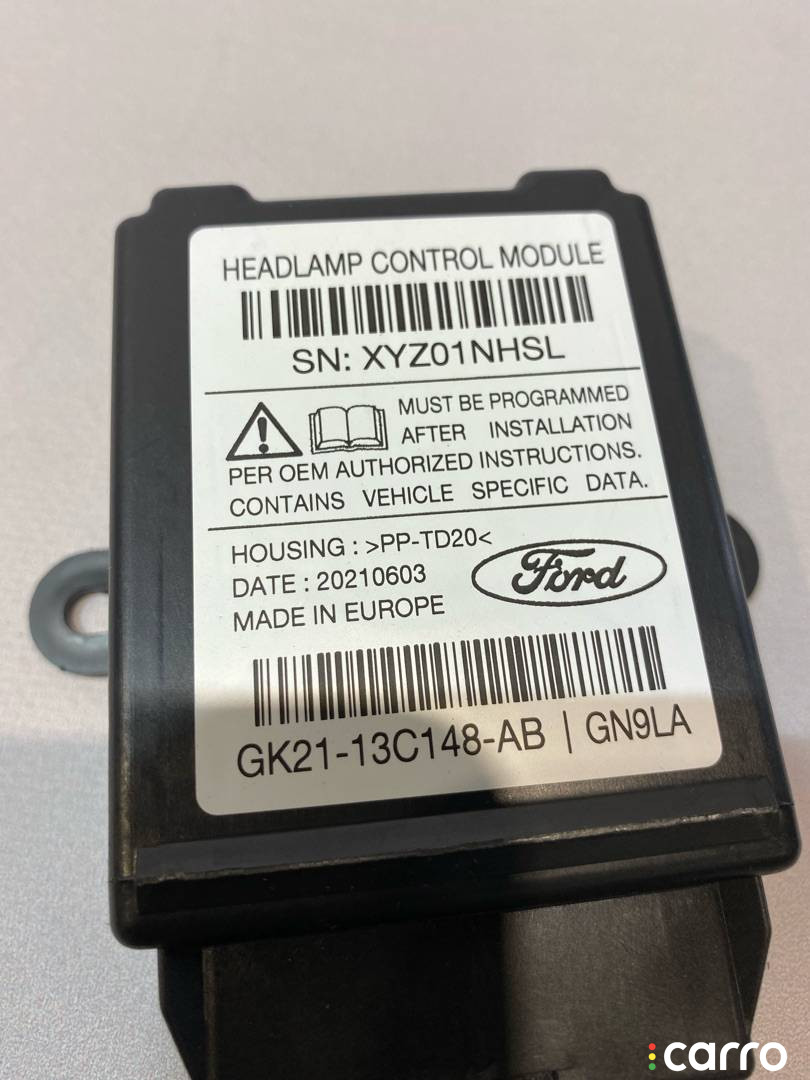 HEADLAMP CONTROL MODULE
SN: XYZ01NHSL
MUST BE PROGRAMMED
AFTER INSTALLATION
PER OEM AUTHORIZED INSTRUCTIONS.
CONTAINS VEHICLE SPECIFIC DATA.
HOUSING : >PP-TD20<
DATE : 20210603
MADE IN EUROPE
Ford
GK21-13C148-AB | GN9LA
carro